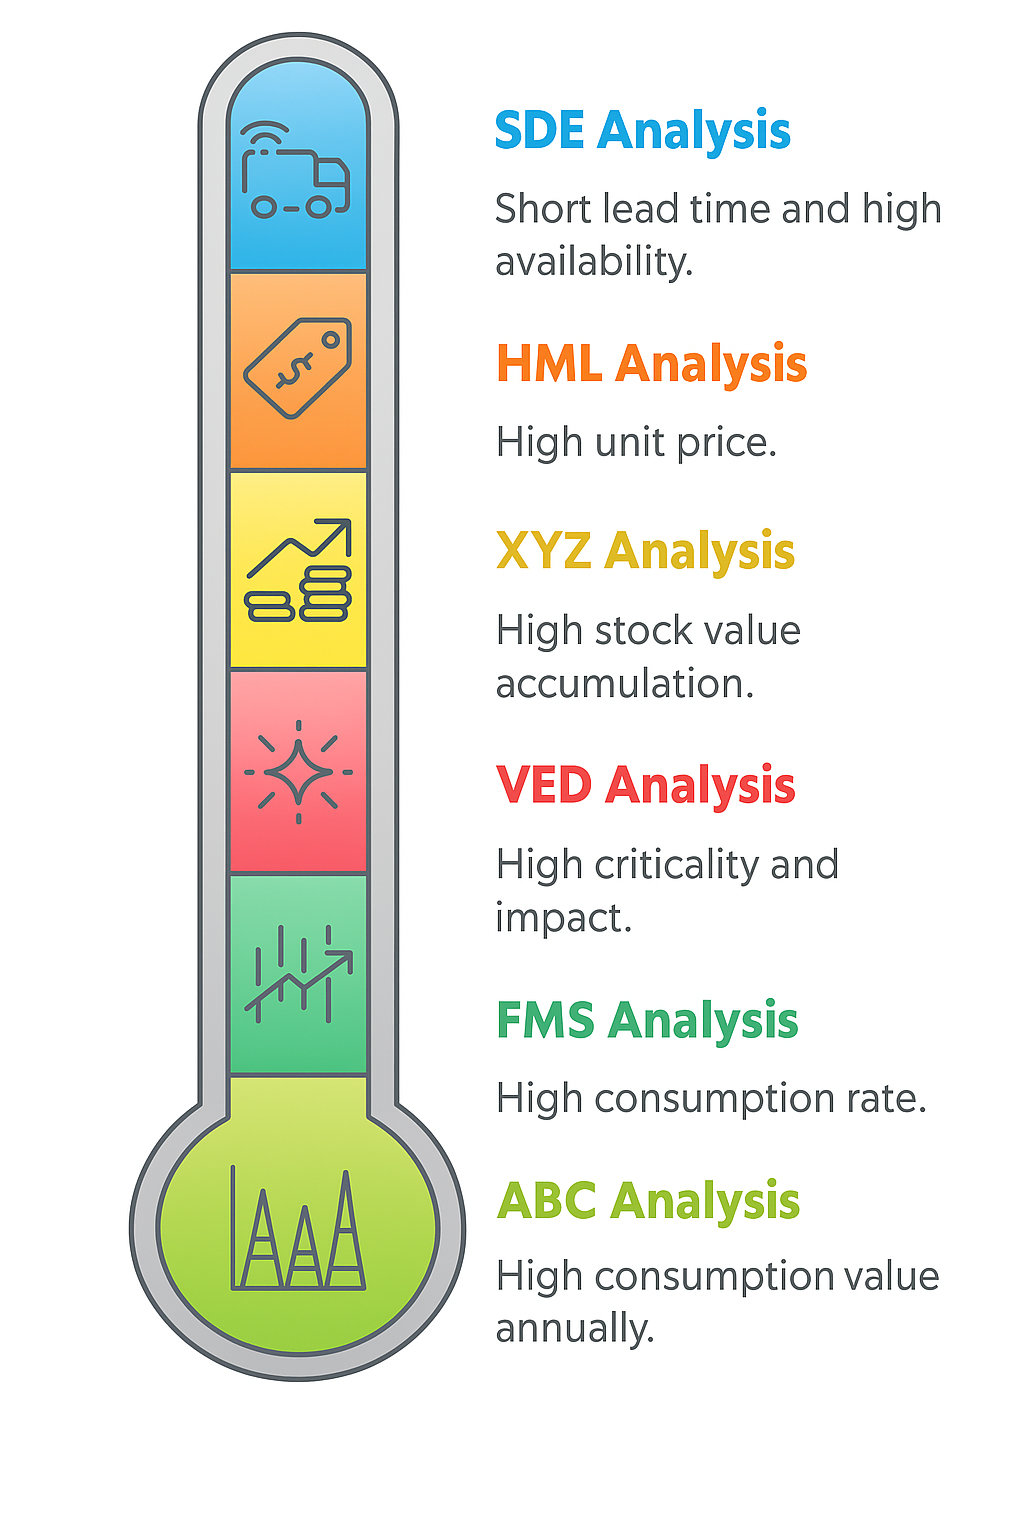 SDE Analysis
Short lead time and high
availability.
HML Analysis
High unit price.
XYZ Analysis
High stock value
accumulation.
VED Analysis
High criticality and
impact.
FMS Analysis
High consumption rate.
ABC Analysis
High consumption value
annually.
$